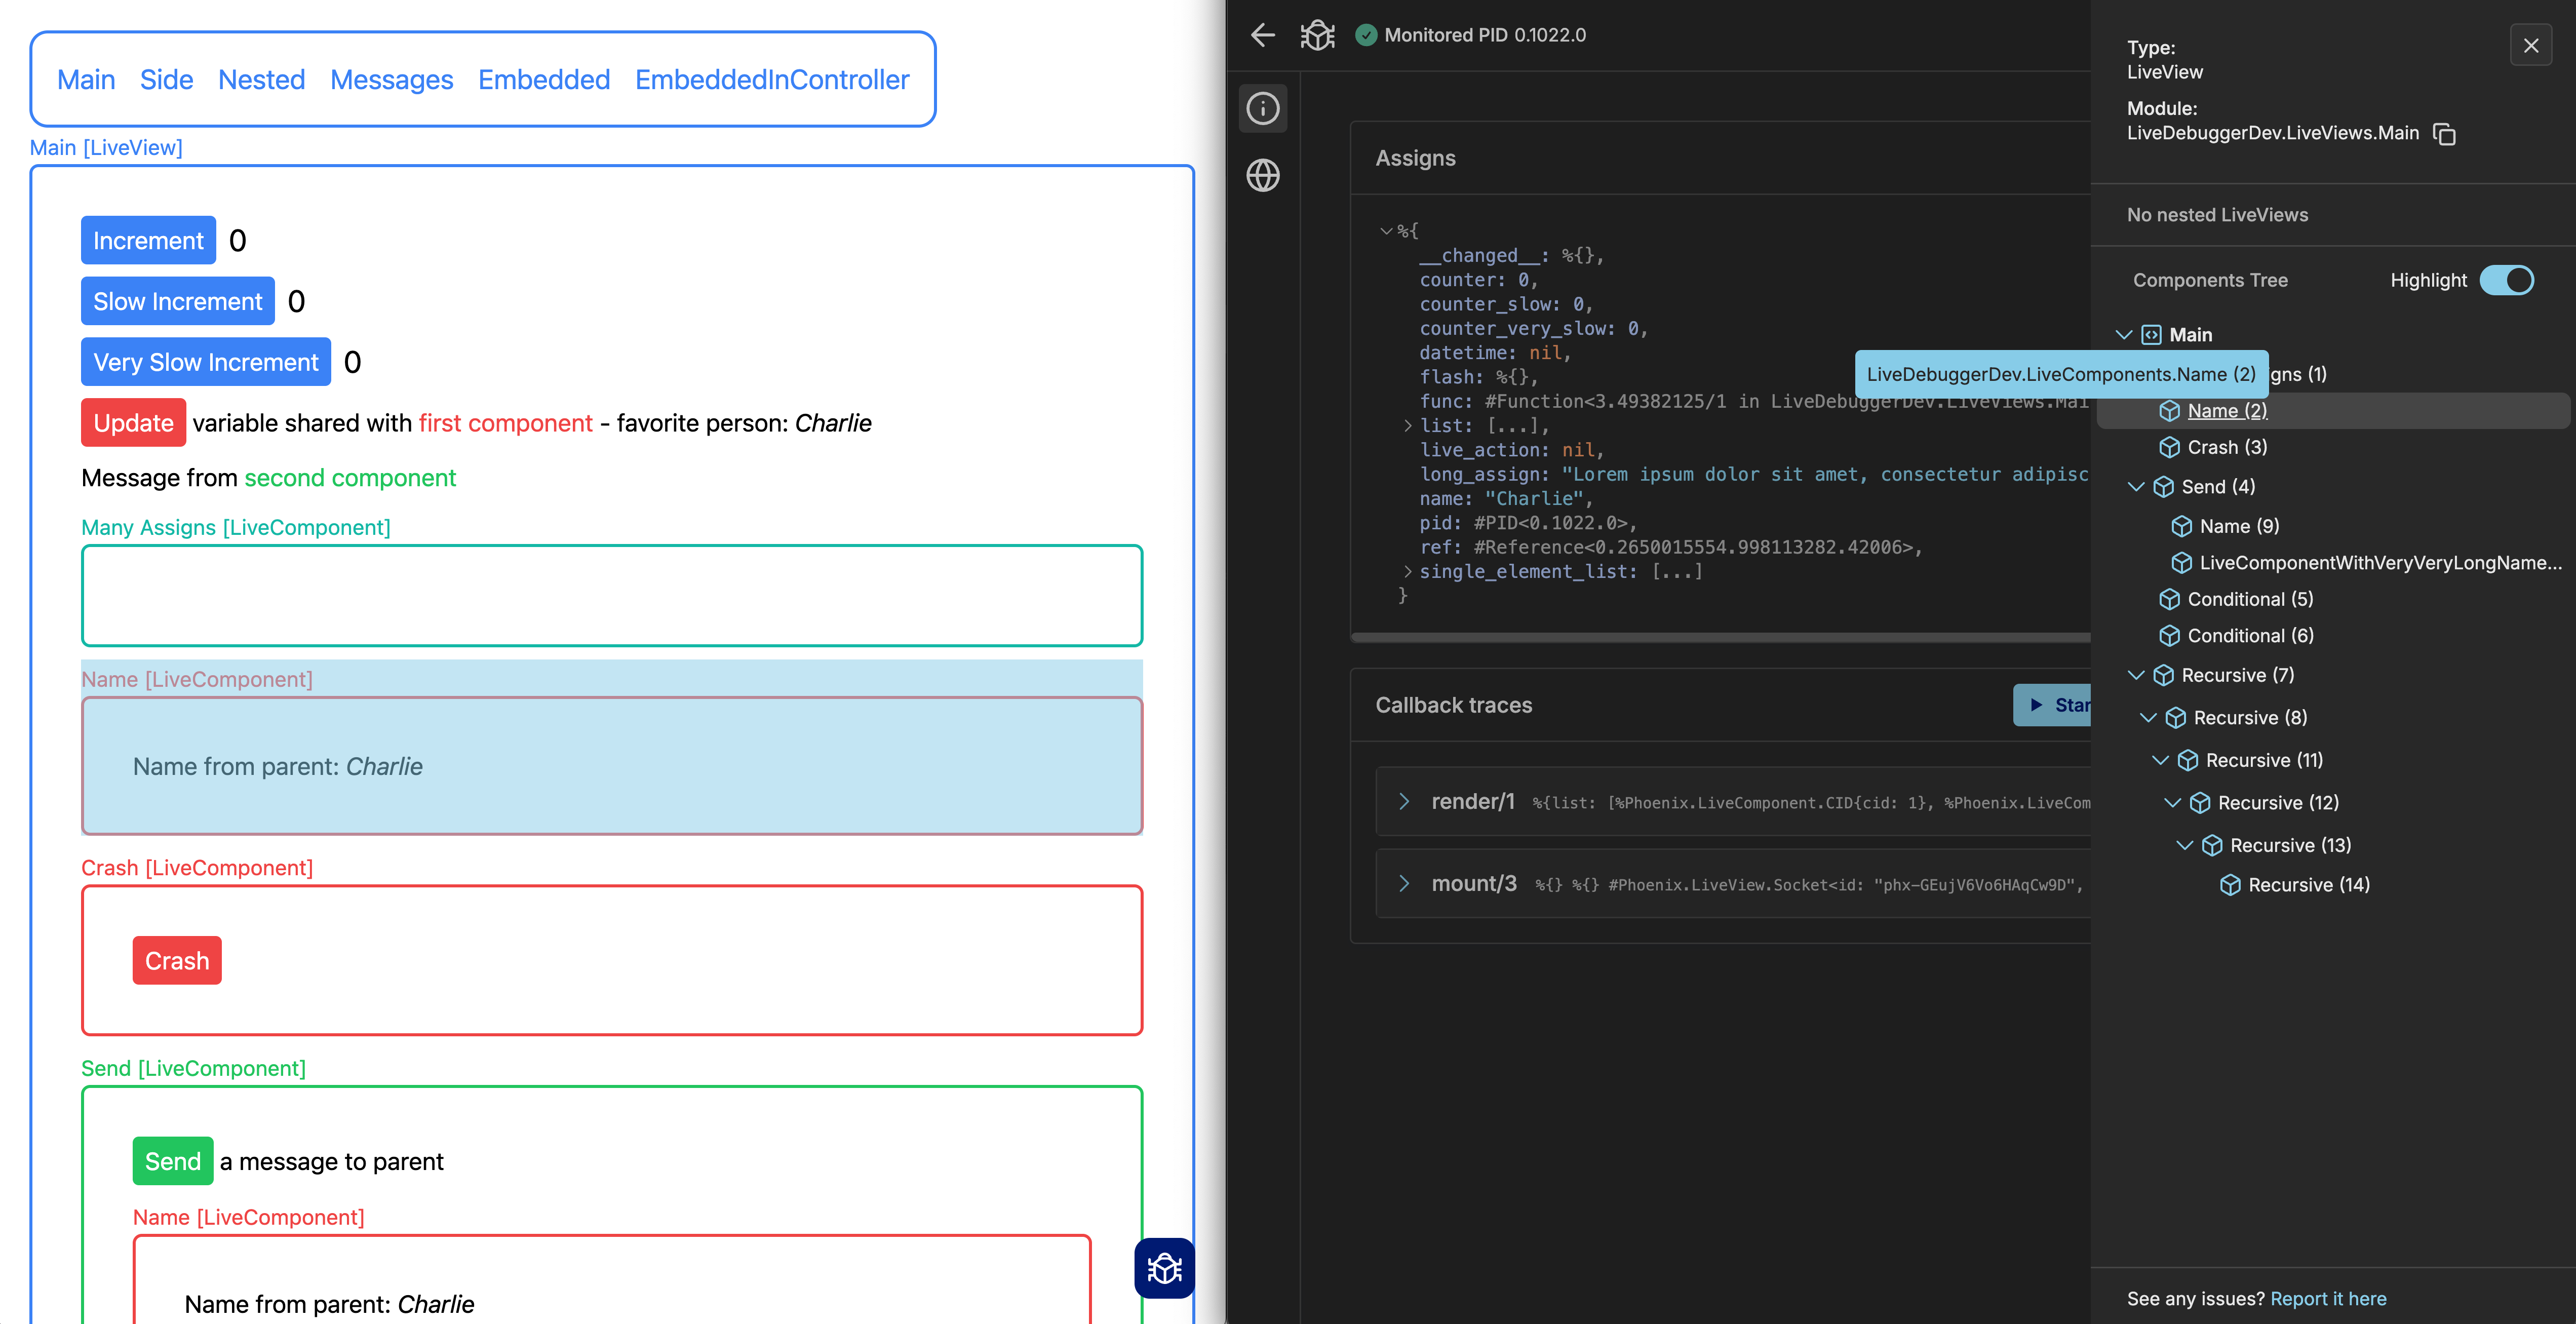 Main Side Nested Messages Embedded EmbeddedInController
Main [LiveView]
Increment 0
Slow Increment 0
Very Slow Increment 0
Update variable shared with first component - favorite person: Charlie
Message from second component
Many Assigns [LiveComponent]
Name [LiveComponent]
Name from parent: Charlie
Crash [LiveComponent]
Crash
Send [LiveComponent]
Send a message to parent
Name [LiveComponent]
Name from parent: Charlie
Monitored PID 0.1022.0
Assigns
%{
__changed__: %{},
counter: 0,
counter_slow: 0,
counter_very_slow: 0,
datetime: nil,
flash: %{},
func: #Function<3.49382125/1 in LiveDebuggerDev.LiveViews.Mai
list: [...],
live_action: nil,
long_assign: "Lorem ipsum dolor sit amet, consectetur adipisc
name: "Charlie",
pid: #PID<0.1022.0>,
ref: #Reference<0.2650015554.998113282.42006>,
single_element_list: [...]
}
Callback traces
Star
render/1 %{list: [%Phoenix.LiveComponent.CID{cid: 1}, %Phoenix.LiveCom
mount/3 %{} %{} #Phoenix.LiveView.Socket<id: "phx-GEujV6Vo6HAqCw9D",
Type:
LiveView
Module:
LiveDebuggerDev.LiveViews.Main
No nested LiveViews
Components Tree Highlight
Main
LiveDebuggerDev.LiveComponents.Name (2) gns (1)
Name (2)
Crash (3)
Send (4)
Name (9)
LiveComponentWithVeryVeryLongName...
Conditional (5)
Conditional (6)
Recursive (7)
Recursive (8)
Recursive (11)
Recursive (12)
Recursive (13)
Recursive (14)
See any issues? Report it here